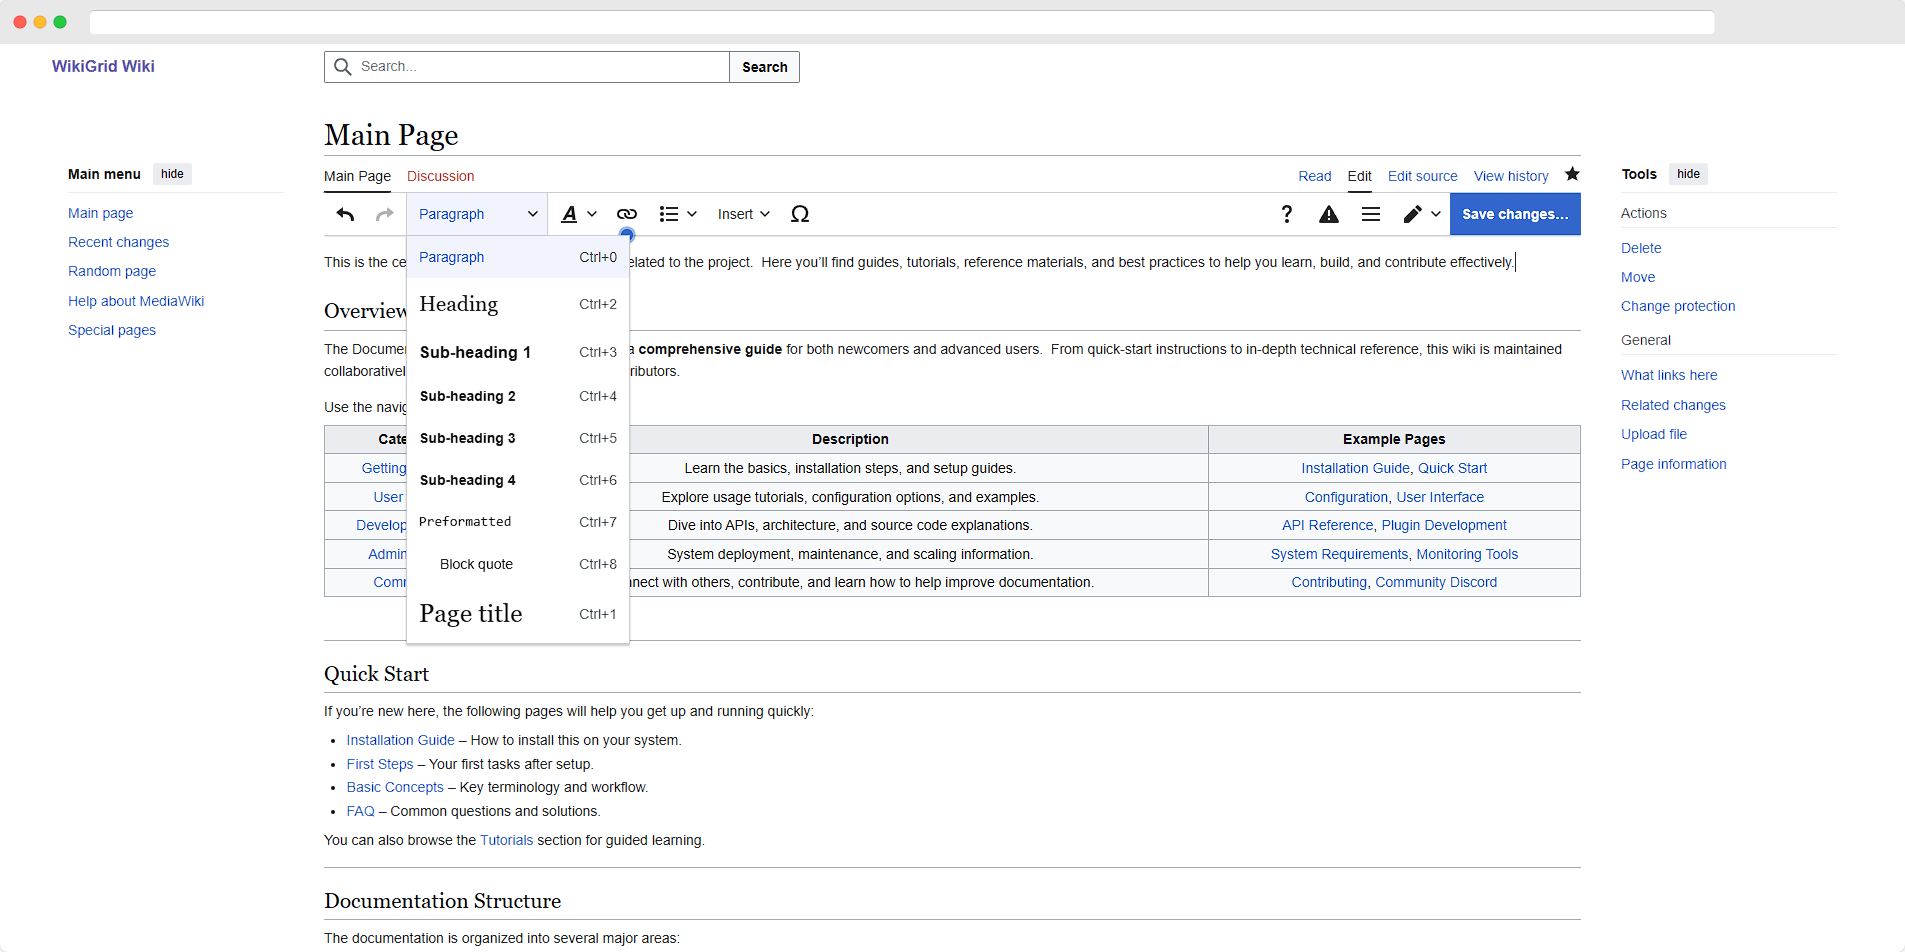 WikiGrid Wiki
Search...
Search
Main Page
Main menu
hide
Main page
Recent changes
Random page
Help about MediaWiki
Special pages
Main Page
Discussion
Read
Edit
Edit source
View history
Paragraph
A
Insert
Ω
?
Save changes...
Paragraph Ctrl+0
Heading Ctrl+2
Sub-heading 1 Ctrl+3
Sub-heading 2 Ctrl+4
Sub-heading 3 Ctrl+5
Sub-heading 4 Ctrl+6
Preformatted Ctrl+7
Block quote Ctrl+8
Page title Ctrl+1
This is the ce elated to the project. Here you’ll find guides, tutorials, reference materials, and best practices to help you learn, build, and contribute effectively.
Overview
The Documen a comprehensive guide for both newcomers and advanced users. From quick-start instructions to in-depth technical reference, this wiki is maintained
collaborativel ributors.
Use the navig
Cate Description Example Pages
Getting Learn the basics, installation steps, and setup guides. Installation Guide, Quick Start
User Explore usage tutorials, configuration options, and examples. Configuration, User Interface
Develop Dive into APIs, architecture, and source code explanations. API Reference, Plugin Development
Admin System deployment, maintenance, and scaling information. System Requirements, Monitoring Tools
Comm nnect with others, contribute, and learn how to help improve documentation. Contributing, Community Discord
Quick Start
If you’re new here, the following pages will help you get up and running quickly:
• Installation Guide – How to install this on your system.
• First Steps – Your first tasks after setup.
• Basic Concepts – Key terminology and workflow.
• FAQ – Common questions and solutions.
You can also browse the Tutorials section for guided learning.
Documentation Structure
The documentation is organized into several major areas:
Tools
hide
Actions
Delete
Move
Change protection
General
What links here
Related changes
Upload file
Page information